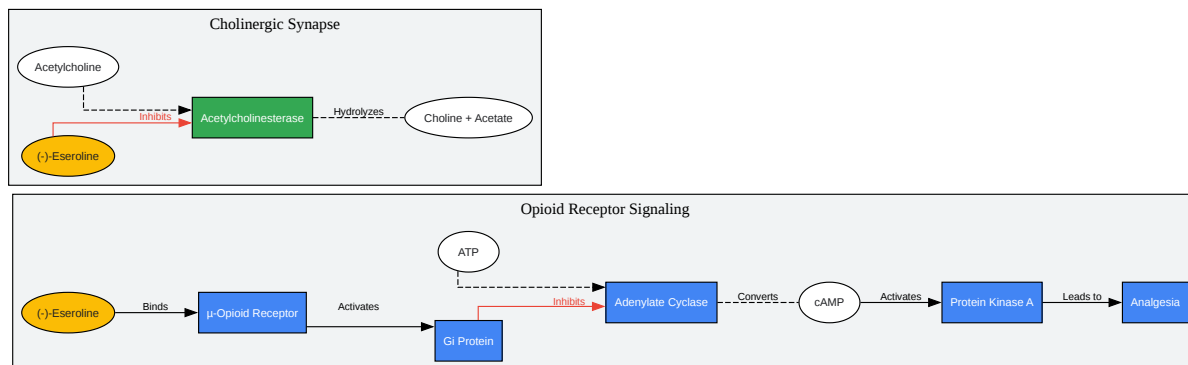 Cholinergic Synapse
Acetylcholine
Inhibits
Acetylcholinesterase
Hydrolyzes
Choline + Acetate
(-)-Eseroline
Opioid Receptor Signaling
ATP
(-)-Eseroline
Binds
μ-Opioid Receptor
Activates
Gi Protein
Inhibits
Adenylate Cyclase
Converts
cAMP
Activates
Protein Kinase A
Leads to
Analgesia